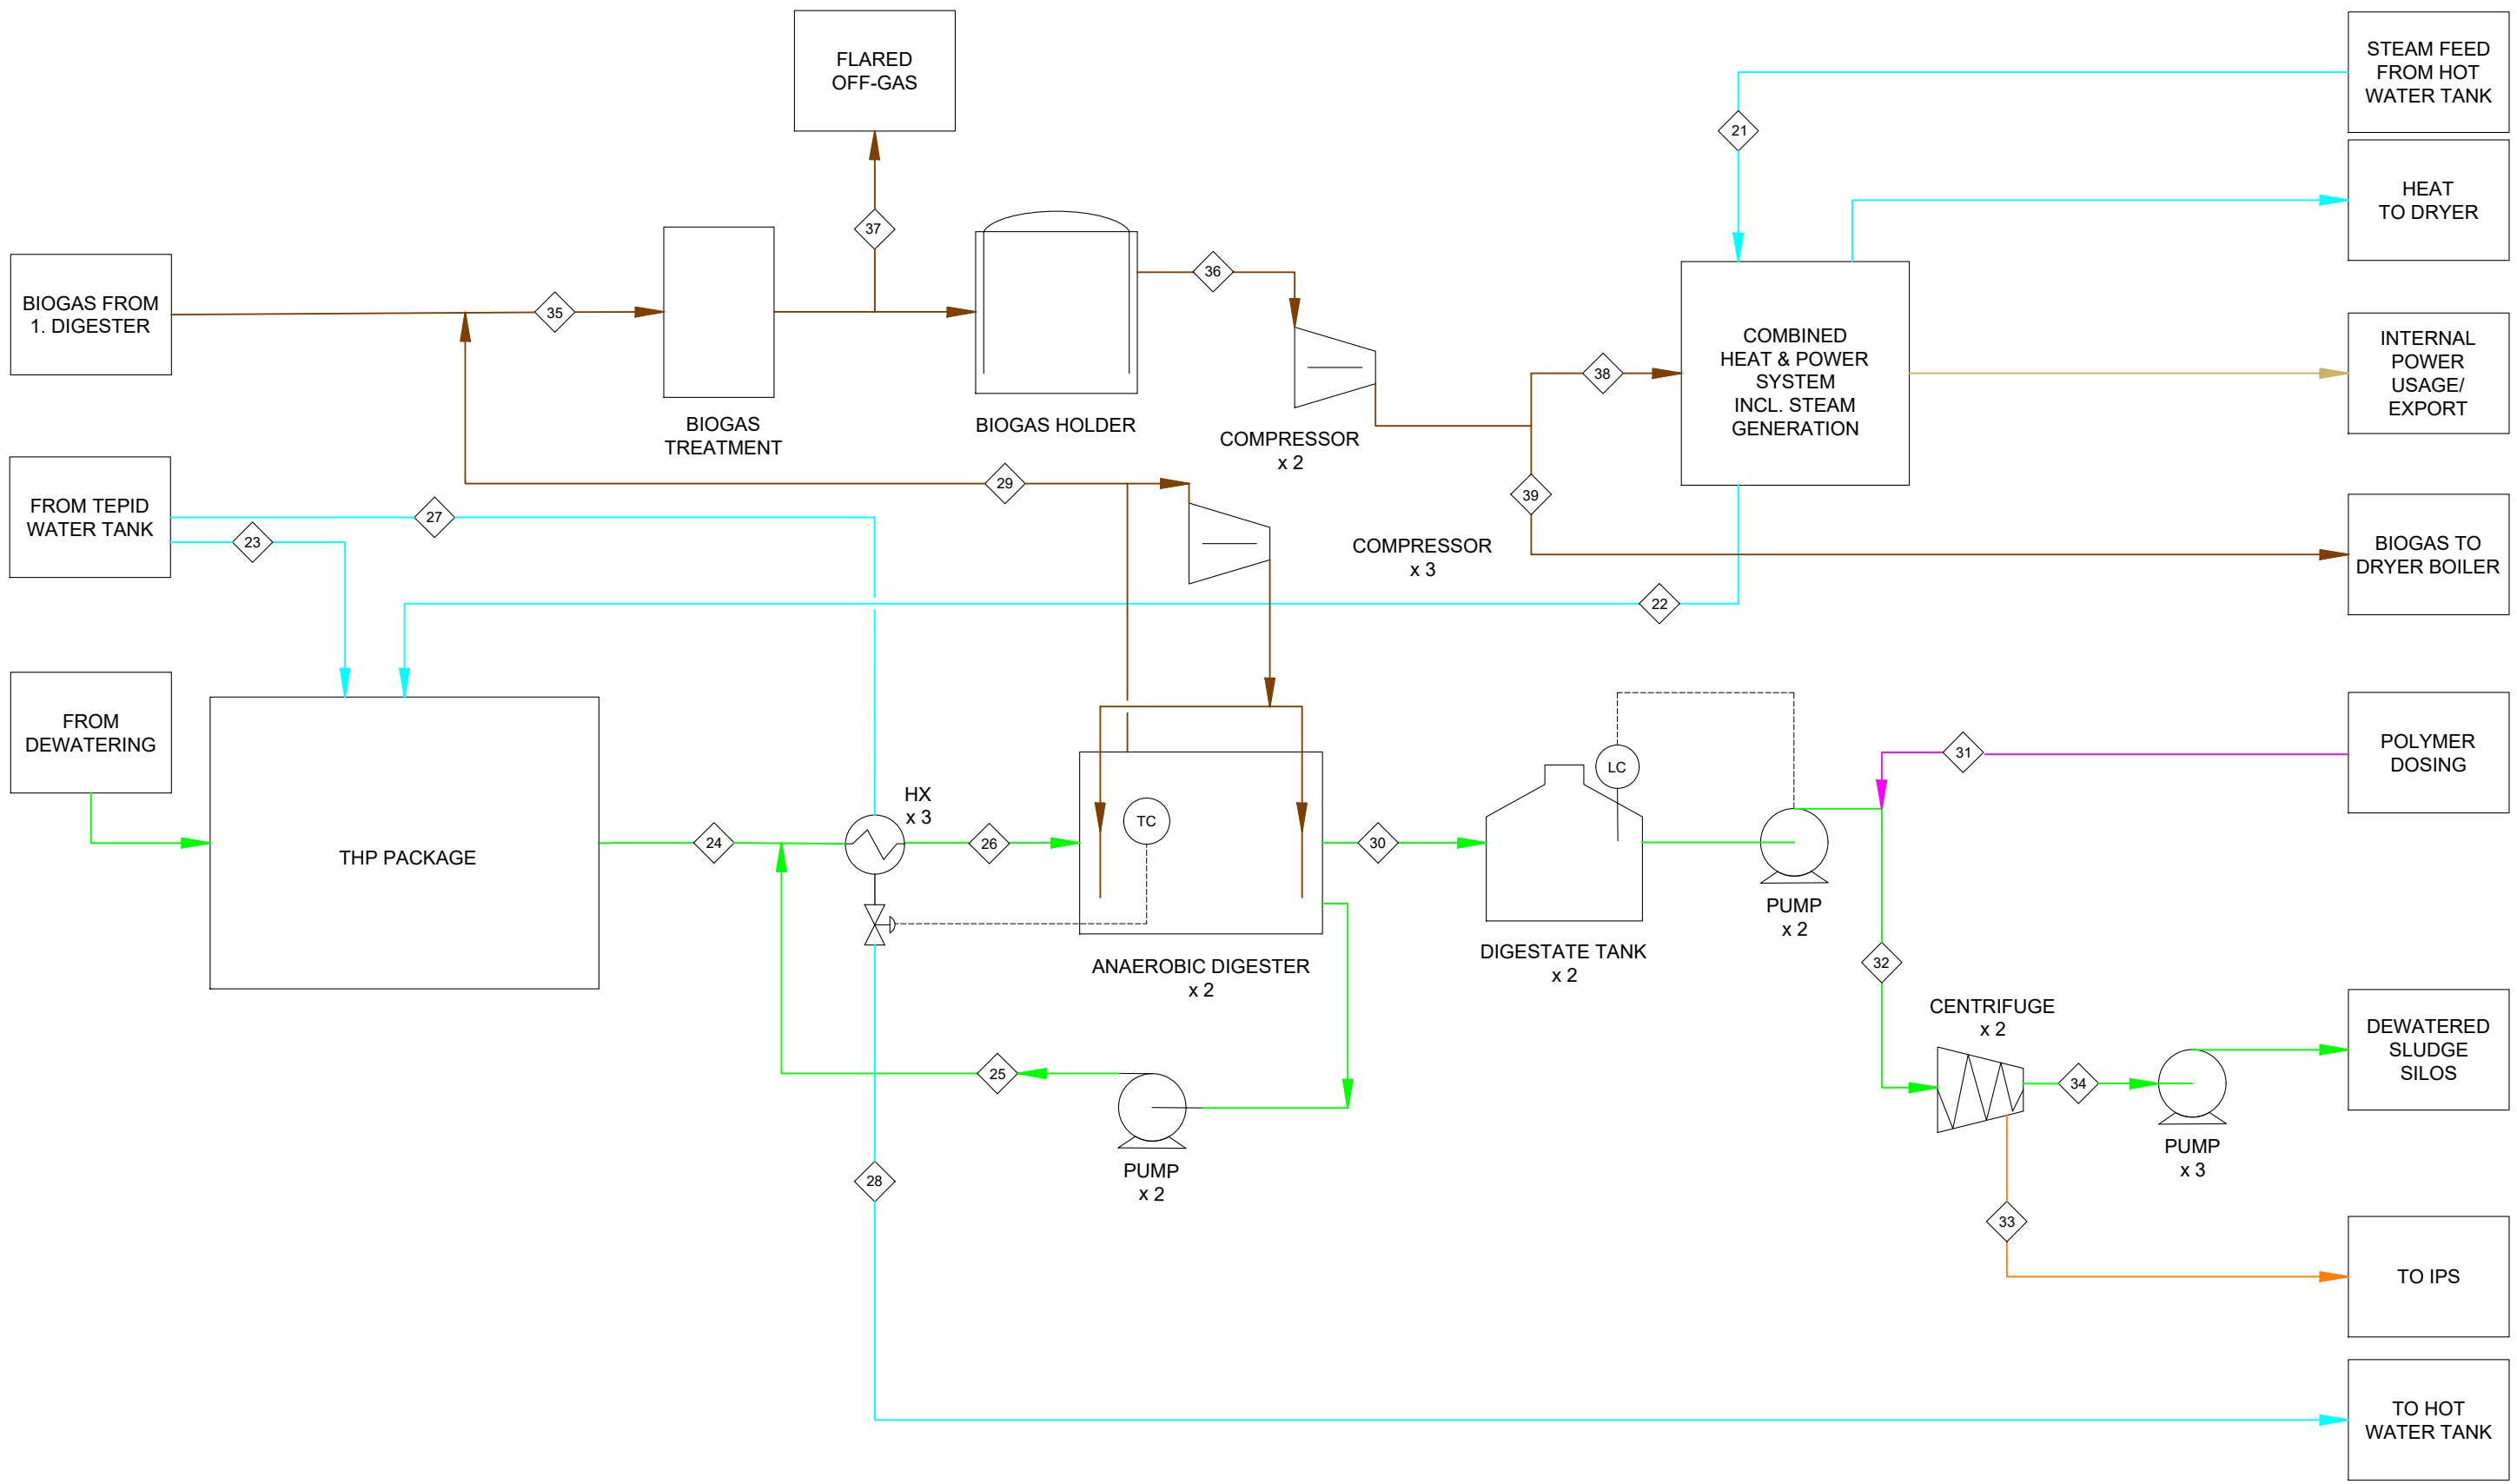 FLARED
OFF-GAS
STEAM FEED
FROM HOT
WATER TANK
21
HEAT
TO DRYER
37
36
BIOGAS FROM
1. DIGESTER
35
BIOGAS
TREATMENT
BIOGAS HOLDER
COMPRESSOR
x 2
38
COMBINED
HEAT & POWER
SYSTEM
INCL. STEAM
GENERATION
INTERNAL
POWER
USAGE/
EXPORT
FROM TEPID
WATER TANK
27
23
29
COMPRESSOR
x 3
39
BIOGAS TO
DRYER BOILER
22
FROM
DEWATERING
THP PACKAGE
24
HX
x 3
26
TC
ANAEROBIC DIGESTER
x 2
30
LC
DIGESTATE TANK
x 2
PUMP
x 2
31
POLYMER
DOSING
32
25
PUMP
x 2
28
CENTRIFUGE
x 2
34
PUMP
x 3
DEWATERED
SLUDGE
SILOS
33
TO IPS
TO HOT
WATER TANK